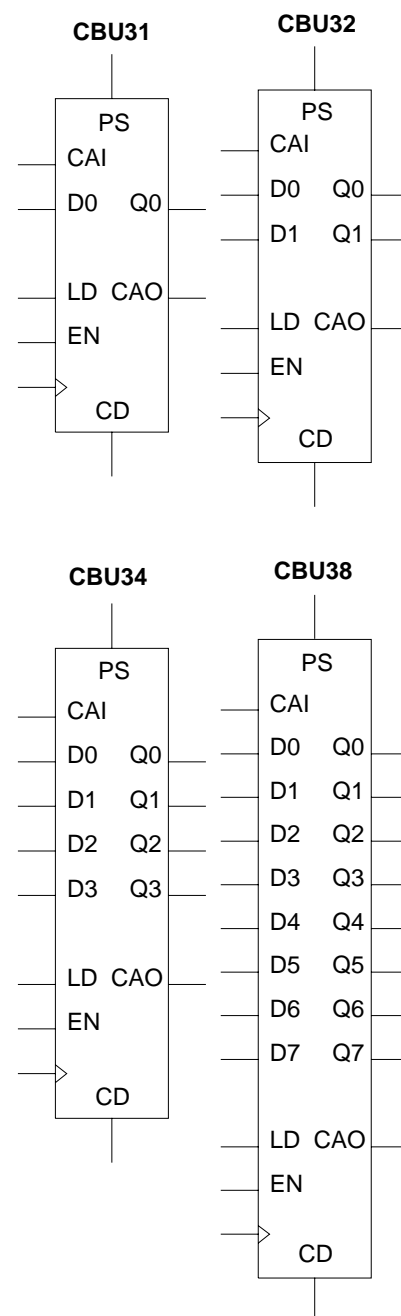 CBU31
PS
CAI
D0 Q0
LD CAO
EN
CD
CBU32
PS
CAI
D0 Q0
D1 Q1
LD CAO
EN
CD
CBU34
PS
CAI
D0 Q0
D1 Q1
D2 Q2
D3 Q3
LD CAO
EN
CD
CBU38
PS
CAI
D0 Q0
D1 Q1
D2 Q2
D3 Q3
D4 Q4
D5 Q5
D6 Q6
D7 Q7
LD CAO
EN
CD